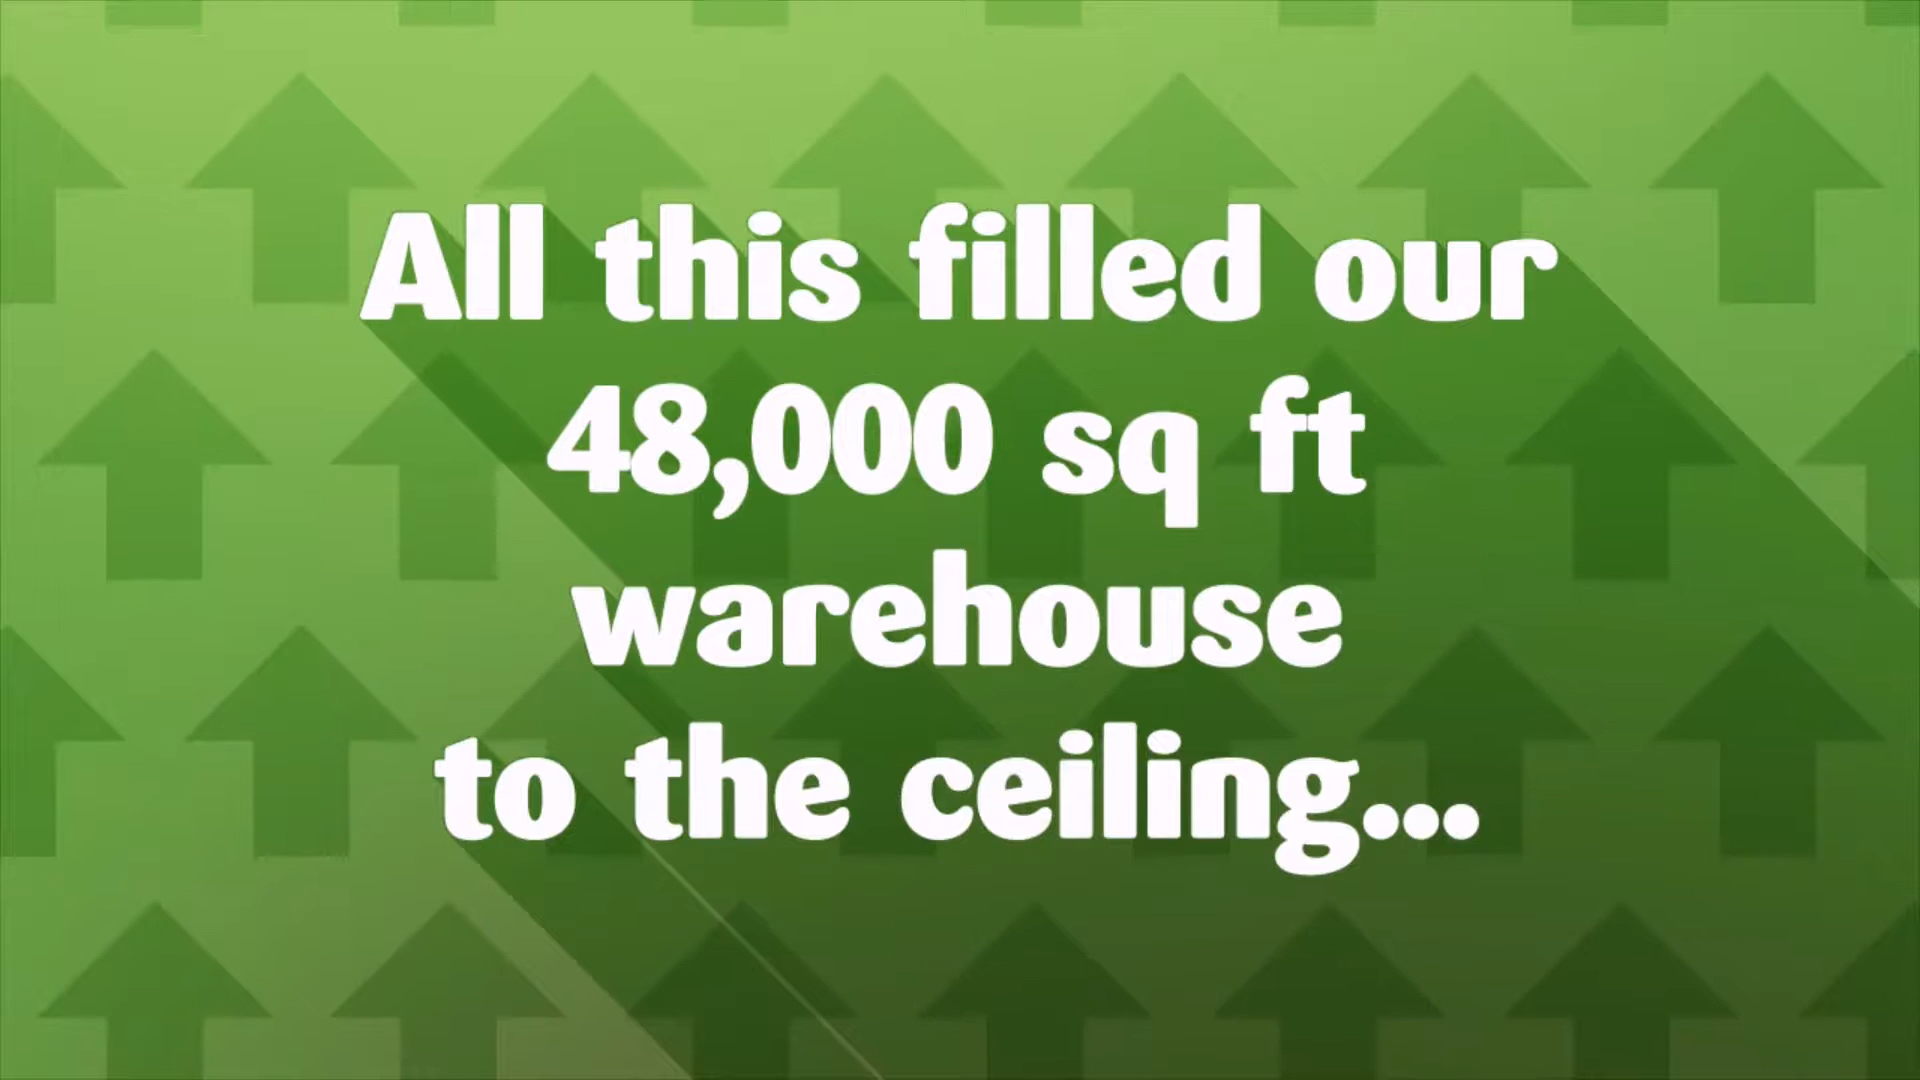 All this filled our
48,000 sq ft
warehouse
to the ceiling...